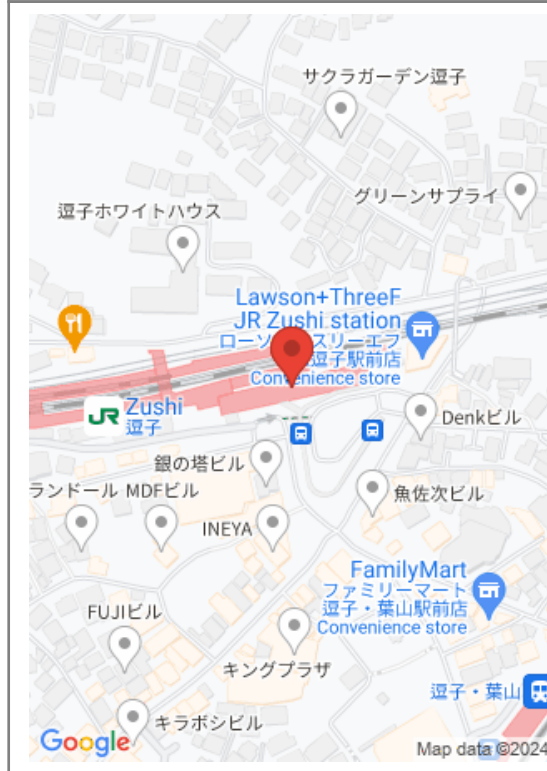 サクラガーデン逗子
グリーンサプライ
逗子ホワイトハウス
Lawson+ThreeF
JR Zushi station
ローソン スリーエフ
逗子駅前店
Convenience store
JR Zushi
逗子
Denkビル
銀の塔ビル
ランドール MDFビル
魚佐次ビル
INEYA
FamilyMart
ファミリーマート
逗子・葉山駅前店
Convenience store
FUJIビル
キングプラザ
逗子・葉山
キラボシビル
Google
Map data ©2024